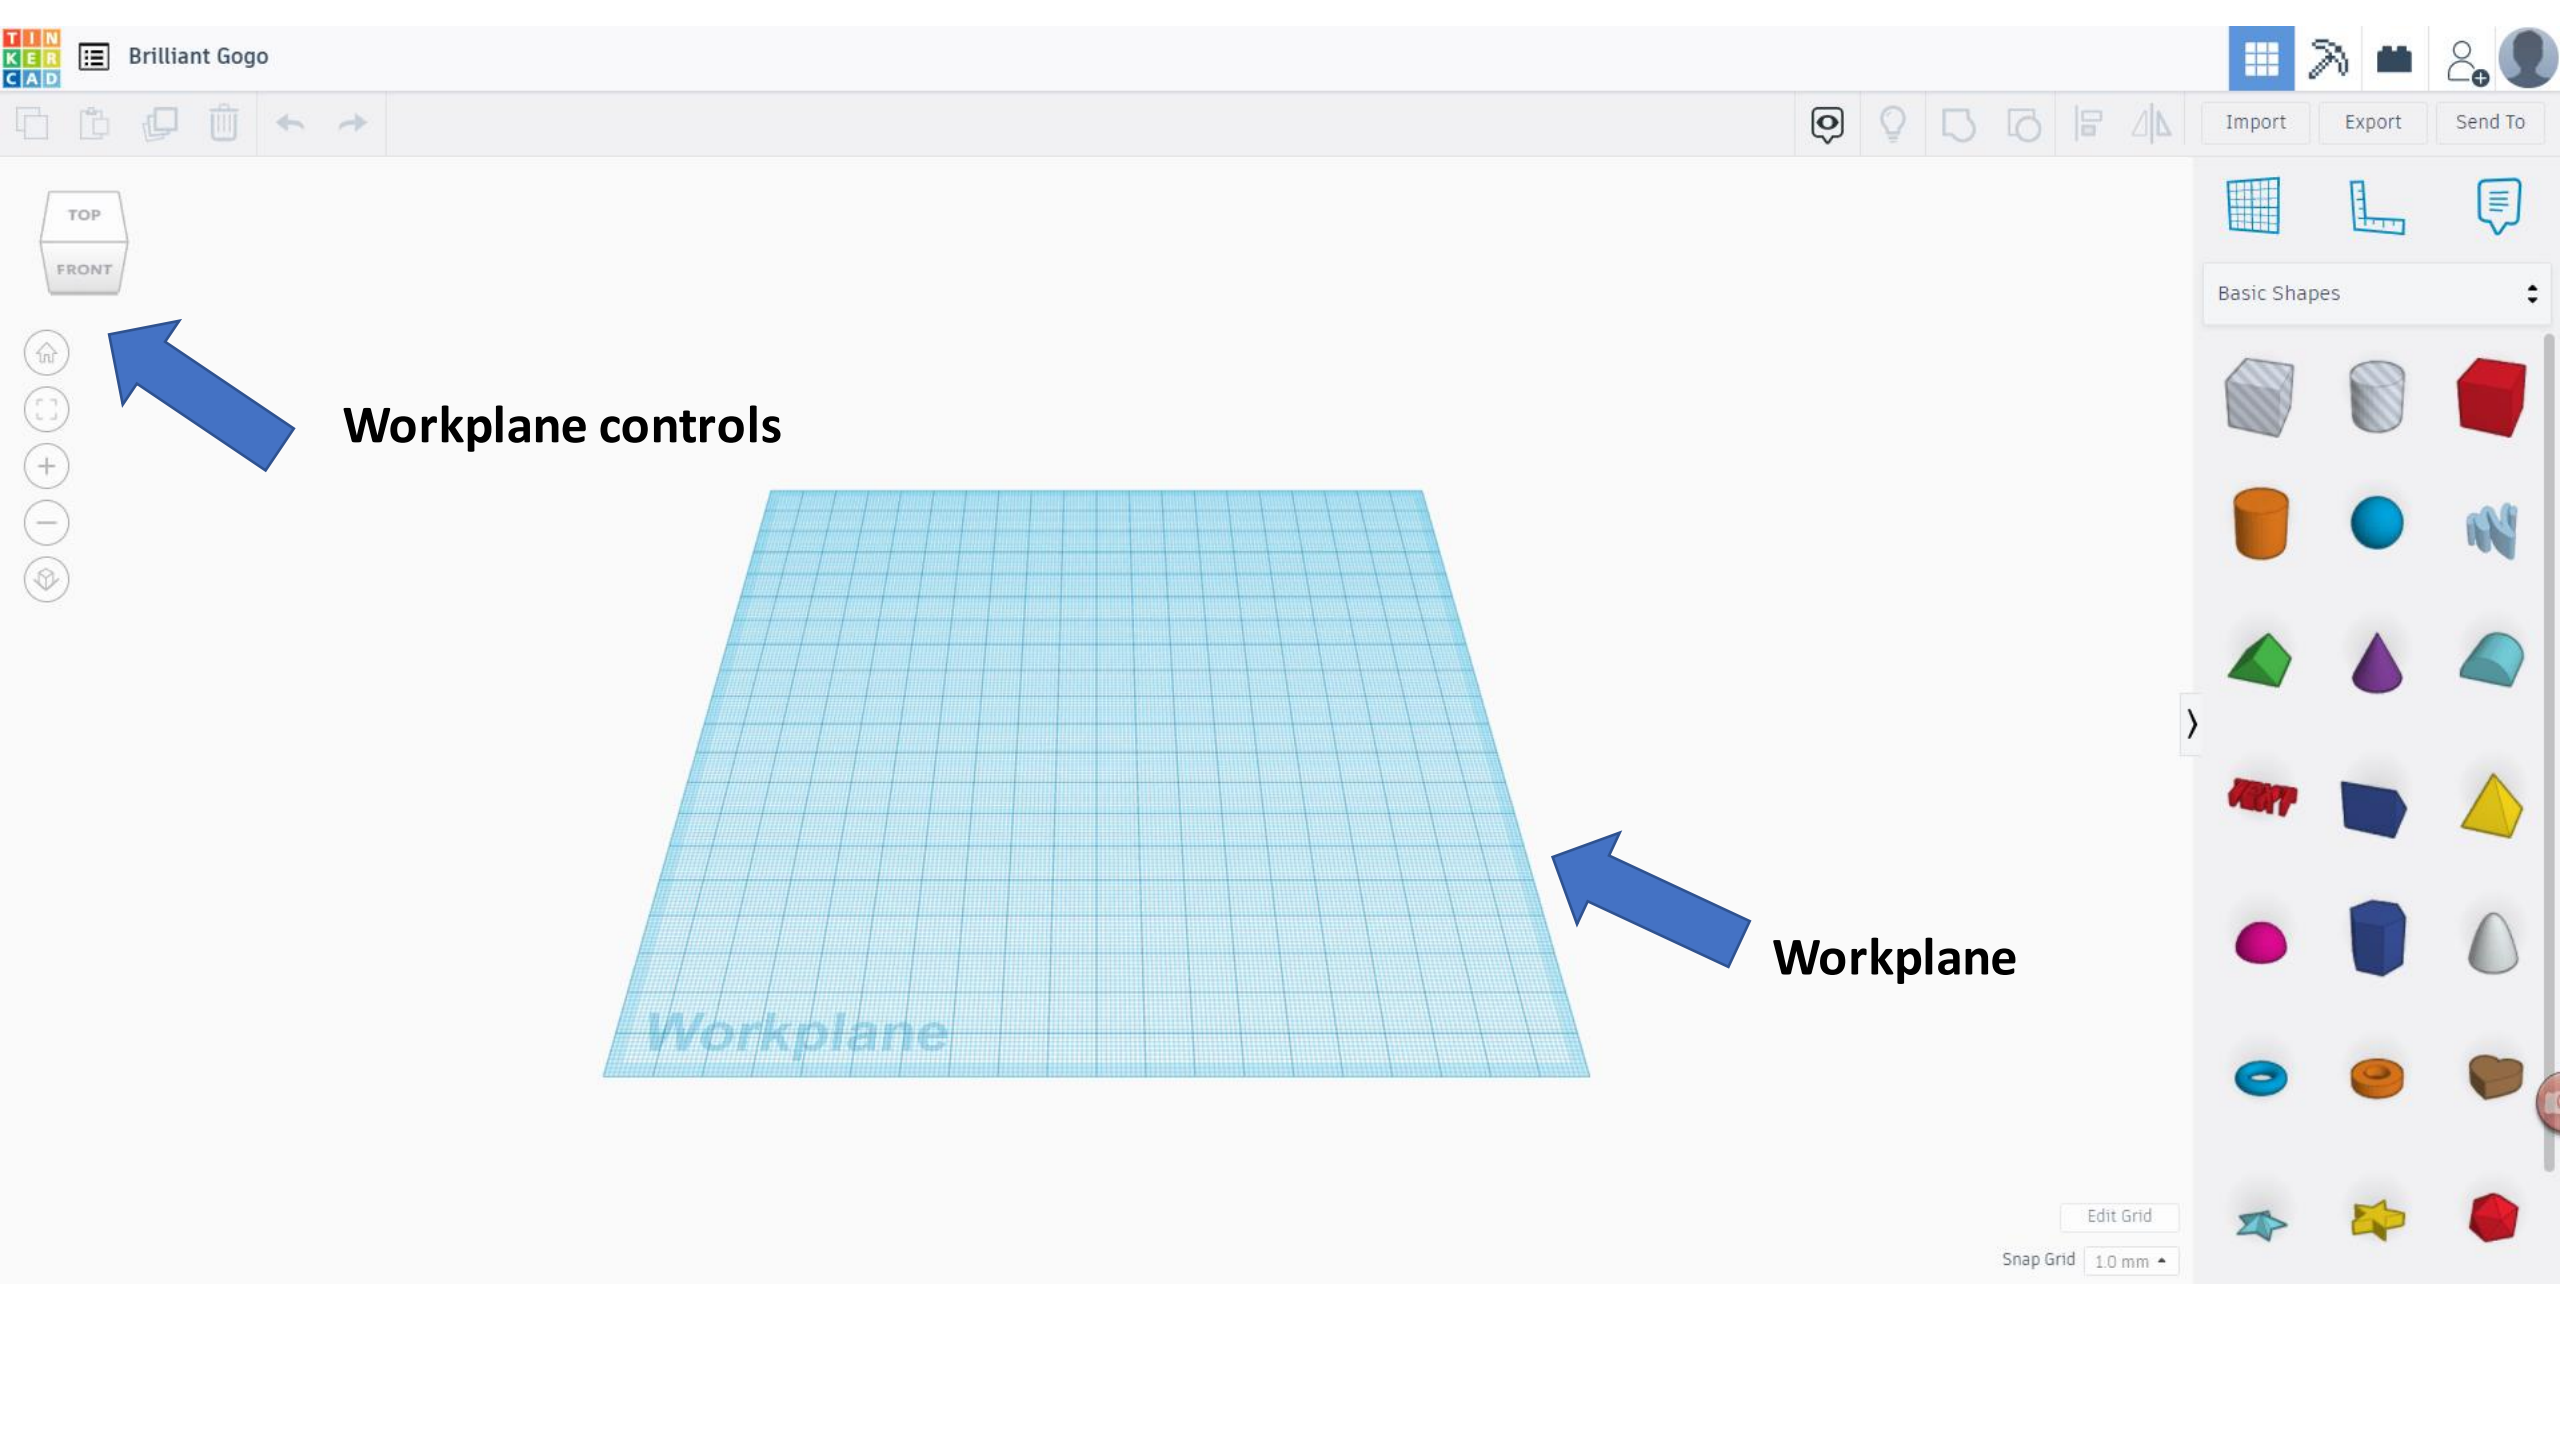 TIN
KER
CAD
Brilliant Gogo
Import
Export
Send To
TOP
FRONT
Basic Shapes
Workplane controls
TEXT
Workplane
Workplane
Edit Grid
Snap Grid
1.0 mm